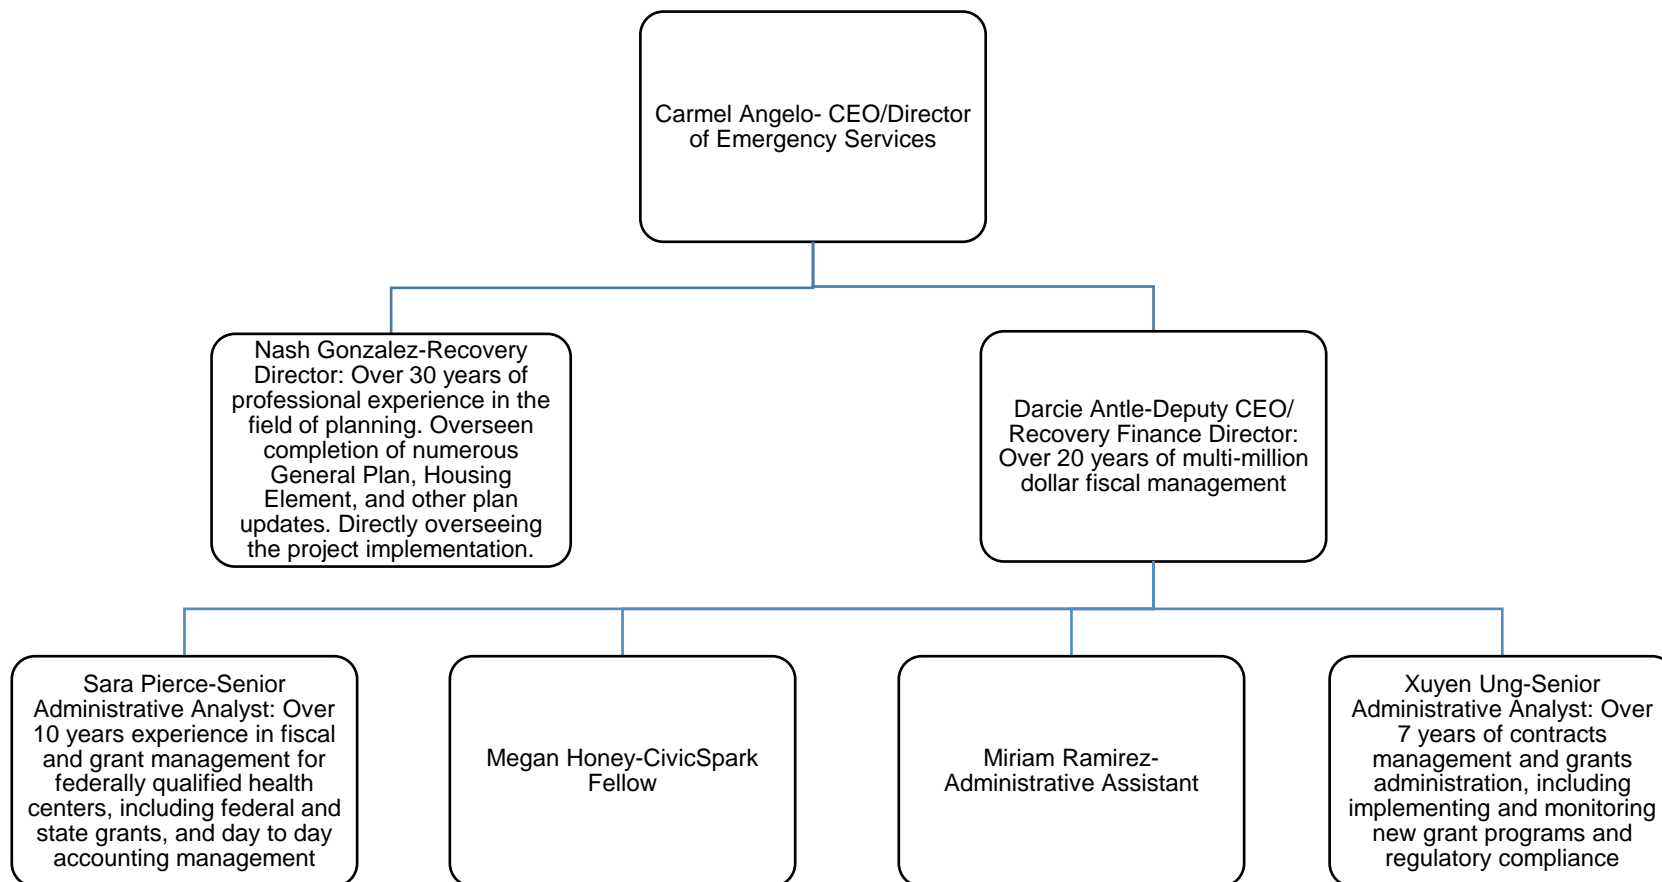 Carmel Angelo- CEO/Director
of Emergency Services
Nash Gonzalez-Recovery
Director: Over 30 years of
professional experience in the
field of planning. Overseen
completion of numerous
General Plan, Housing
Element, and other plan
updates. Directly overseeing
the project implementation.
Darcie Antle-Deputy CEO/
Recovery Finance Director:
Over 20 years of multi-million
dollar fiscal management
Sara Pierce-Senior
Administrative Analyst: Over
10 years experience in fiscal
and grant management for
federally qualified health
centers, including federal and
state grants, and day to day
accounting management
Megan Honey-CivicSpark
Fellow
Miriam Ramirez-
Administrative Assistant
Xuyen Ung-Senior
Administrative Analyst: Over
7 years of contracts
management and grants
administration, including
implementing and monitoring
new grant programs and
regulatory compliance